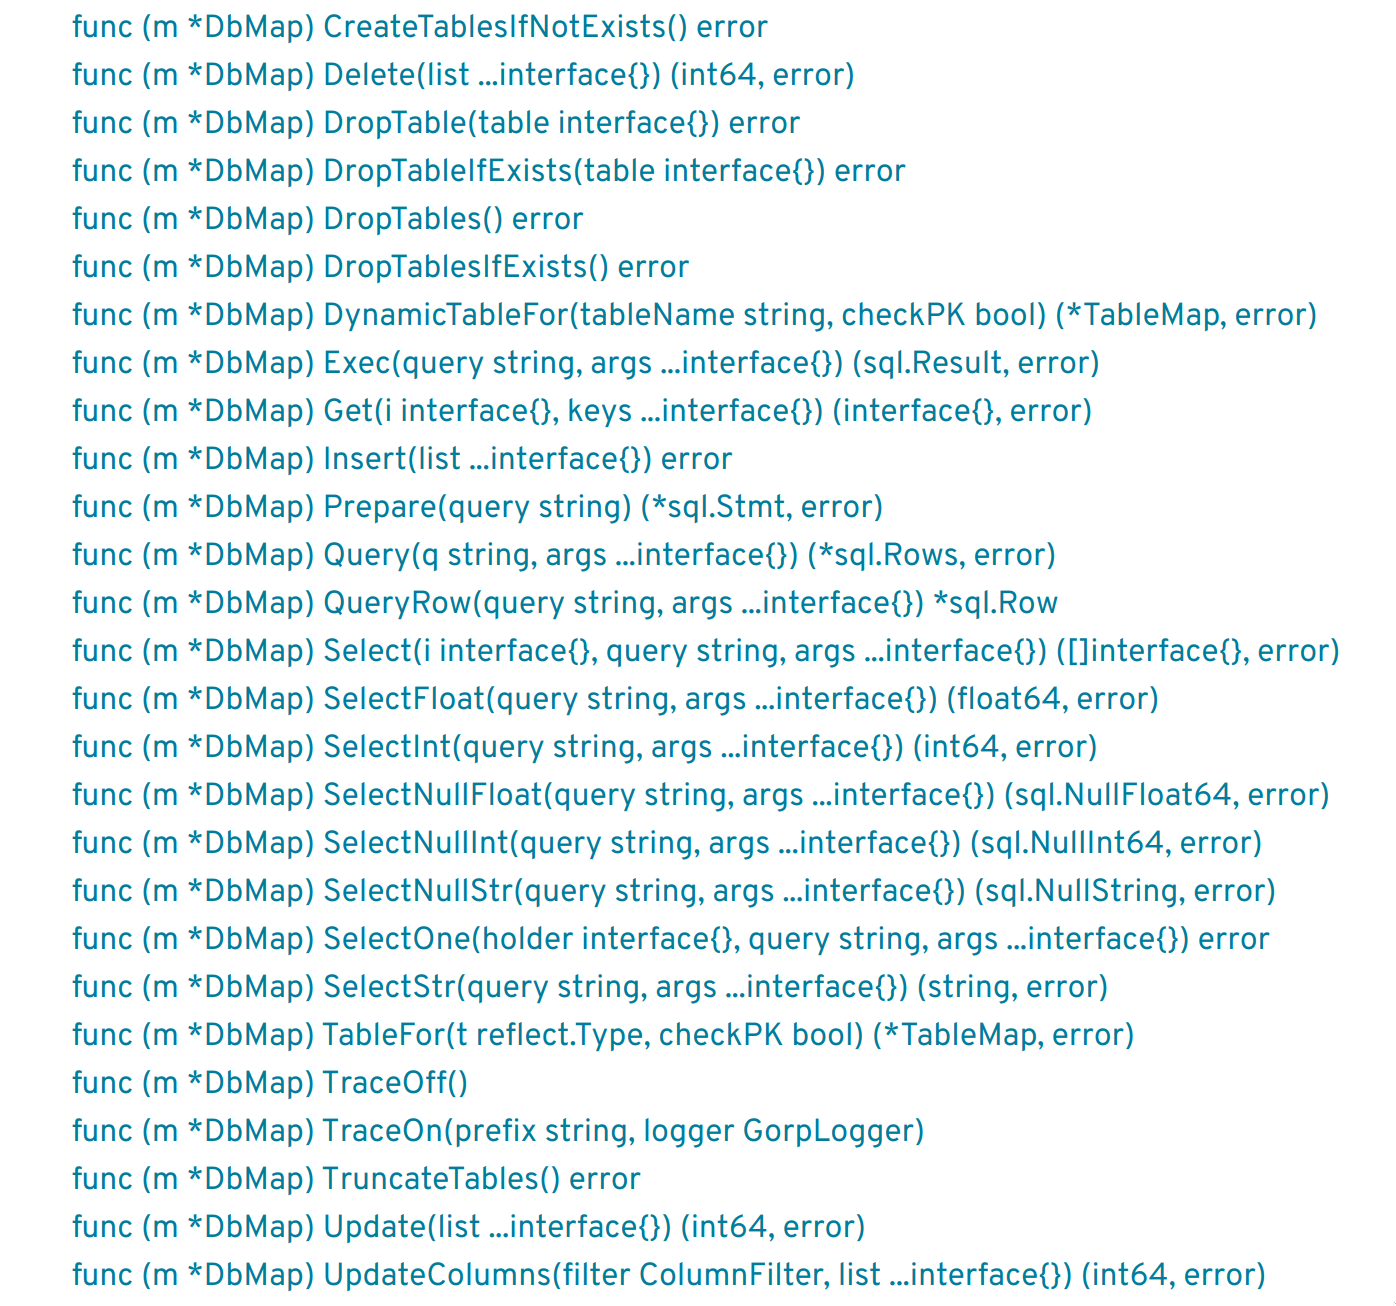 func (m *DbMap) CreateTablesIfNotExists() error
func (m *DbMap) Delete(list ...interface{}) (int64, error)
func (m *DbMap) DropTable(table interface{}) error
func (m *DbMap) DropTableIfExists(table interface{}) error
func (m *DbMap) DropTables() error
func (m *DbMap) DropTablesIfExists() error
func (m *DbMap) DynamicTableFor(tableName string, checkPK bool) (*TableMap, error)
func (m *DbMap) Exec(query string, args ...interface{}) (sql.Result, error)
func (m *DbMap) Get(i interface{}, keys ...interface{}) (interface{}, error)
func (m *DbMap) Insert(list ...interface{}) error
func (m *DbMap) Prepare(query string) (*sql.Stmt, error)
func (m *DbMap) Query(q string, args ...interface{}) (*sql.Rows, error)
func (m *DbMap) QueryRow(query string, args ...interface{}) *sql.Row
func (m *DbMap) Select(i interface{}, query string, args ...interface{}) ([]interface{}, error)
func (m *DbMap) SelectFloat(query string, args ...interface{}) (float64, error)
func (m *DbMap) SelectInt(query string, args ...interface{}) (int64, error)
func (m *DbMap) SelectNullFloat(query string, args ...interface{}) (sql.NullFloat64, error)
func (m *DbMap) SelectNullInt(query string, args ...interface{}) (sql.NullInt64, error)
func (m *DbMap) SelectNullStr(query string, args ...interface{}) (sql.NullString, error)
func (m *DbMap) SelectOne(holder interface{}, query string, args ...interface{}) error
func (m *DbMap) SelectStr(query string, args ...interface{}) (string, error)
func (m *DbMap) TableFor(t reflect.Type, checkPK bool) (*TableMap, error)
func (m *DbMap) TraceOff()
func (m *DbMap) TraceOn(prefix string, logger GorpLogger)
func (m *DbMap) TruncateTables() error
func (m *DbMap) Update(list ...interface{}) (int64, error)
func (m *DbMap) UpdateColumns(filter ColumnFilter, list ...interface{}) (int64, error)